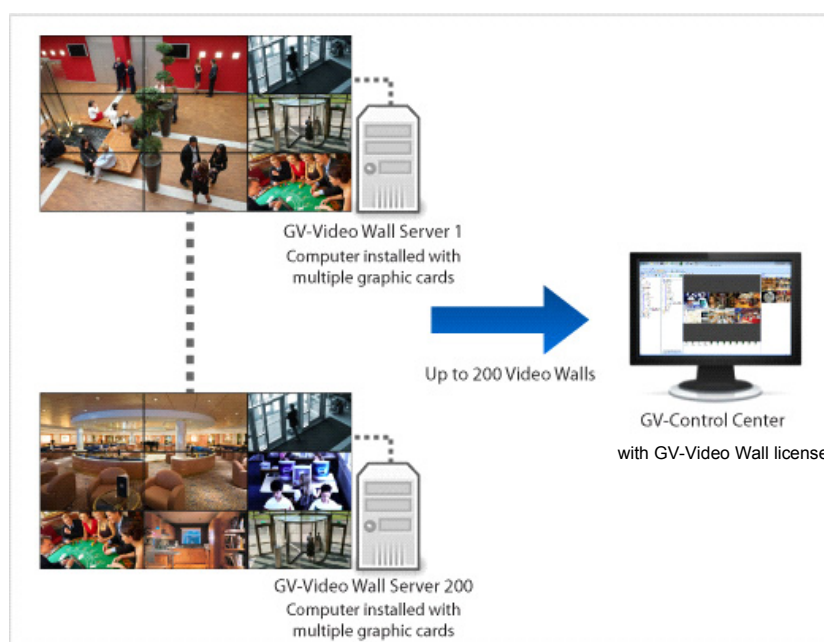 GV-Video Wall Server 1
Computer installed with
multiple graphic cards
Up to 200 Video Walls
GV-Control Center
with GV-Video Wall license
GV-Video Wall Server 200
Computer installed with
multiple graphic cards